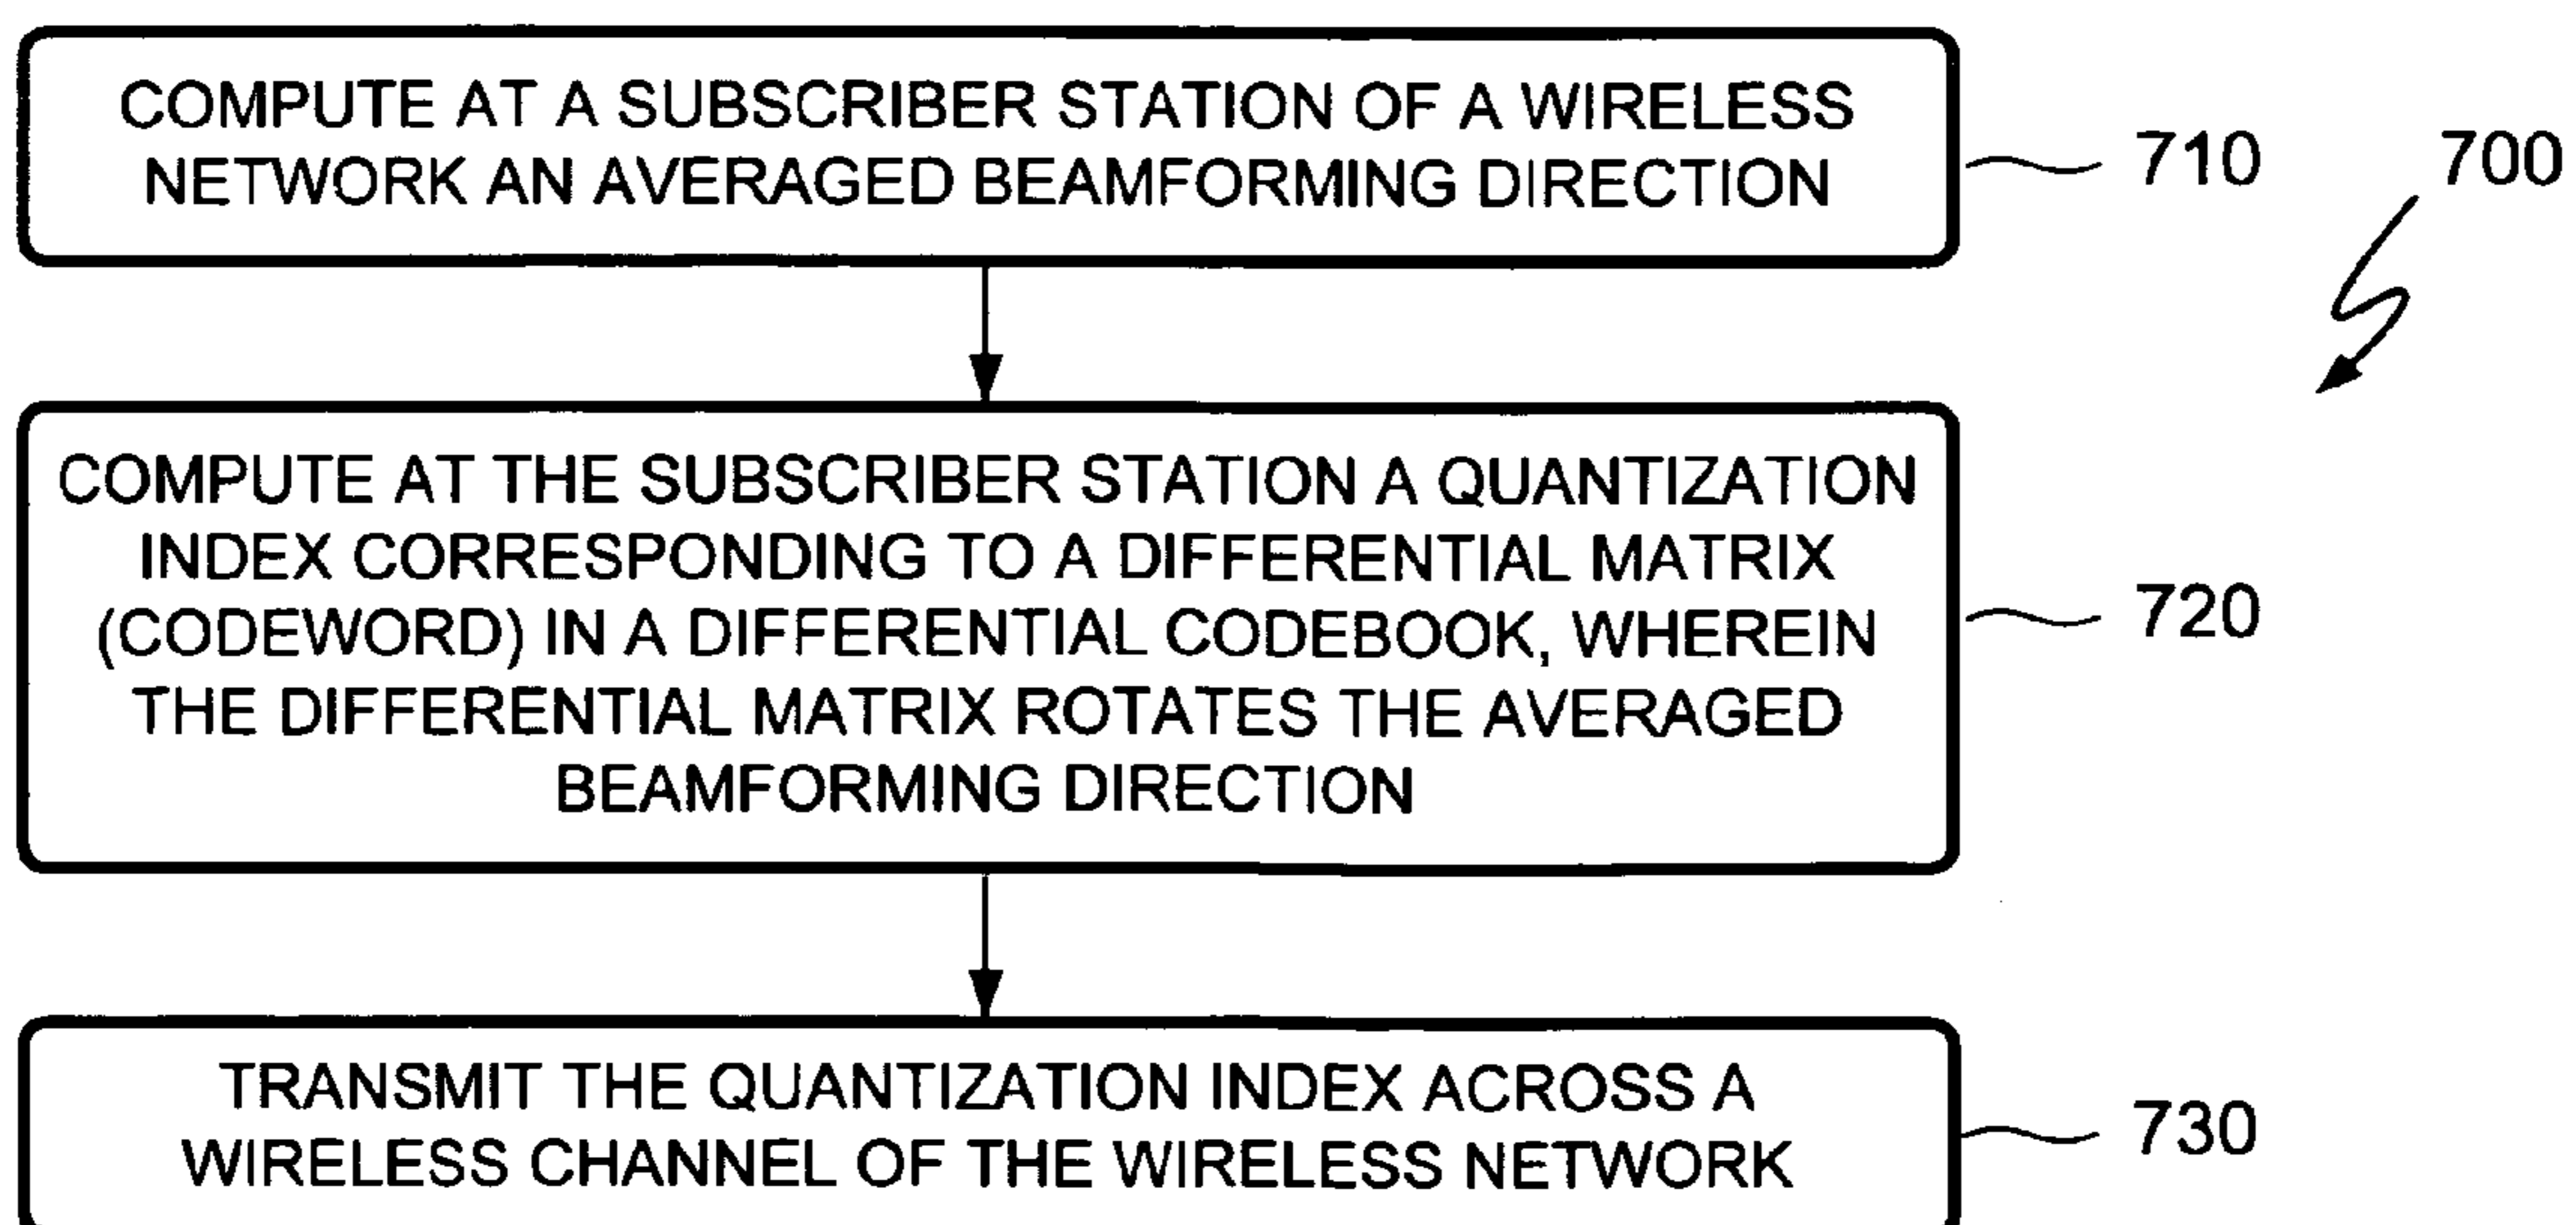 COMPUTE AT A SUBSCRIBER STATION OF A WIRELESS
NETWORK AN AVERAGED BEAMFORMING DIRECTION
710
700
COMPUTE AT THE SUBSCRIBER STATION A QUANTIZATION
INDEX CORRESPONDING TO A DIFFERENTIAL MATRIX
(CODEWORD) IN A DIFFERENTIAL CODEBOOK, WHEREIN
THE DIFFERENTIAL MATRIX ROTATES THE AVERAGED
BEAMFORMING DIRECTION
720
TRANSMIT THE QUANTIZATION INDEX ACROSS A
WIRELESS CHANNEL OF THE WIRELESS NETWORK
730